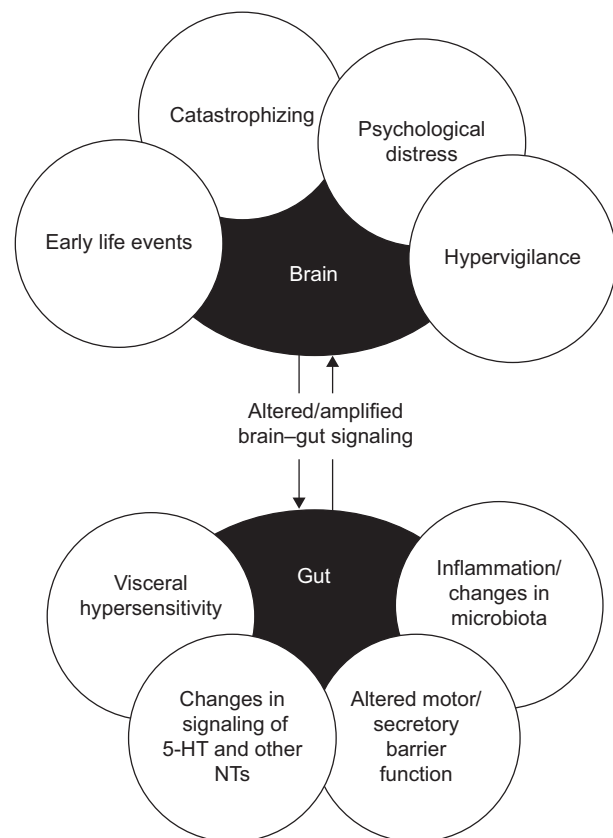 Catastrophizing
Psychological
distress
Early life events
Hypervigilance
Brain
Altered/amplified
brain–gut signaling
Gut
Visceral
hypersensitivity
Inflammation/
changes in
microbiota
Changes in
signaling of
5-HT and other
NTs
Altered motor/
secretory
barrier
function